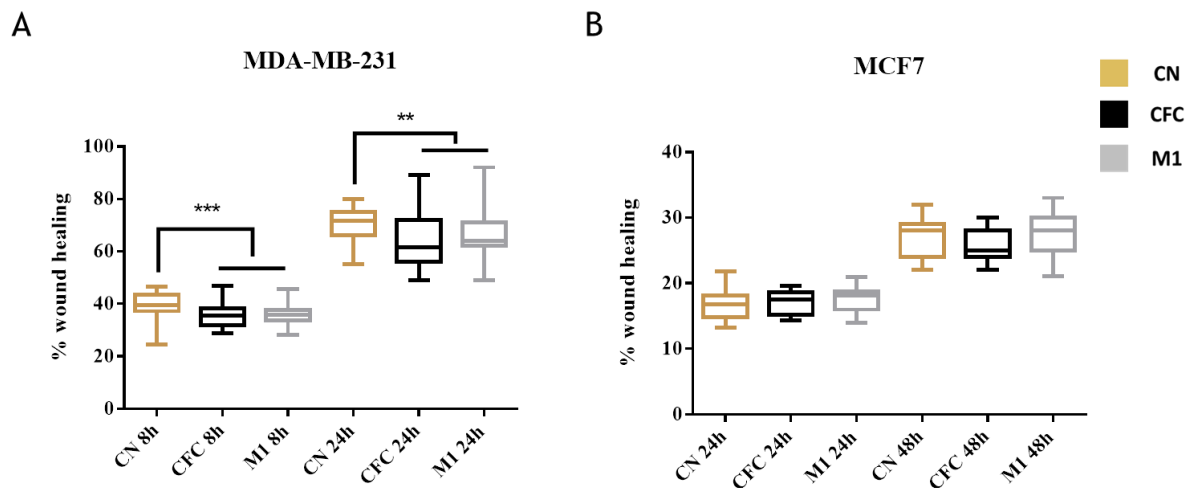 A
MDA-MB-231
% wound healing
100
80
60
40
20
0
***
**
CN 8h
CFC 8h
M1 8h
CN 24h
CFC 24h
M1 24h
B
MCF7
% wound healing
40
30
20
10
0
CN 24h
CFC 24h
M1 24h
CN 48h
CFC 48h
M1 48h
CN
CFC
M1